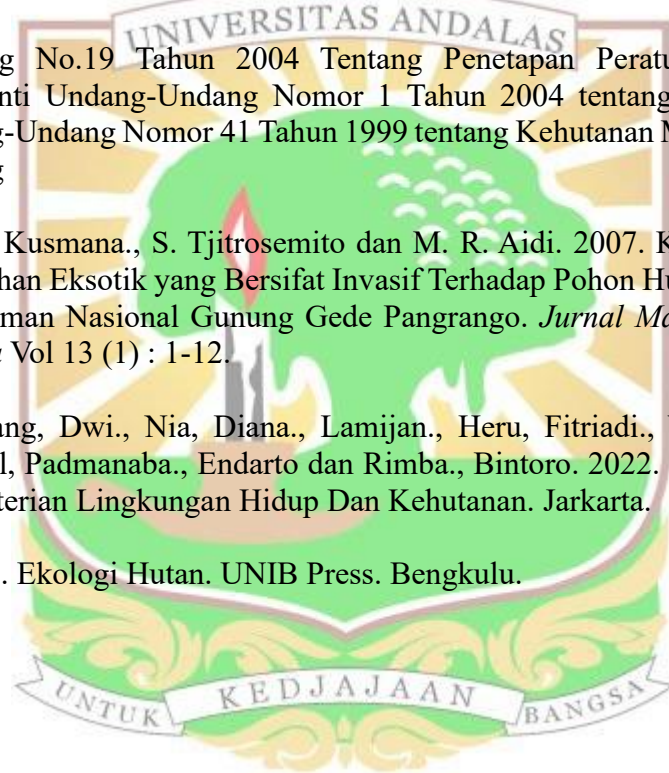 UNIVERSITAS ANDALAS
g No.19 Tahun 2004 Tentang Penetapan Peratu
nti Undang-Undang Nomor 1 Tahun 2004 tentang
g-Undang Nomor 41 Tahun 1999 tentang Kehutanan M
g
Kusmana., S. Tjitrosemito dan M. R. Aidi. 2007. K
han Eksotik yang Bersifat Invasif Terhadap Pohon Hu
man Nasional Gunung Gede Pangrango. Jurnal Ma
Vol 13 (1) : 1-12.
ang, Dwi., Nia, Diana., Lamijan., Heru, Fitriadi.,
l, Padmanaba., Endarto dan Rimba., Bintoro. 2022.
terian Lingkungan Hidup Dan Kehutanan. Jarkarta.
. Ekologi Hutan. UNIB Press. Bengkulu.
UNTUK KEDJAJAAN BANGSA